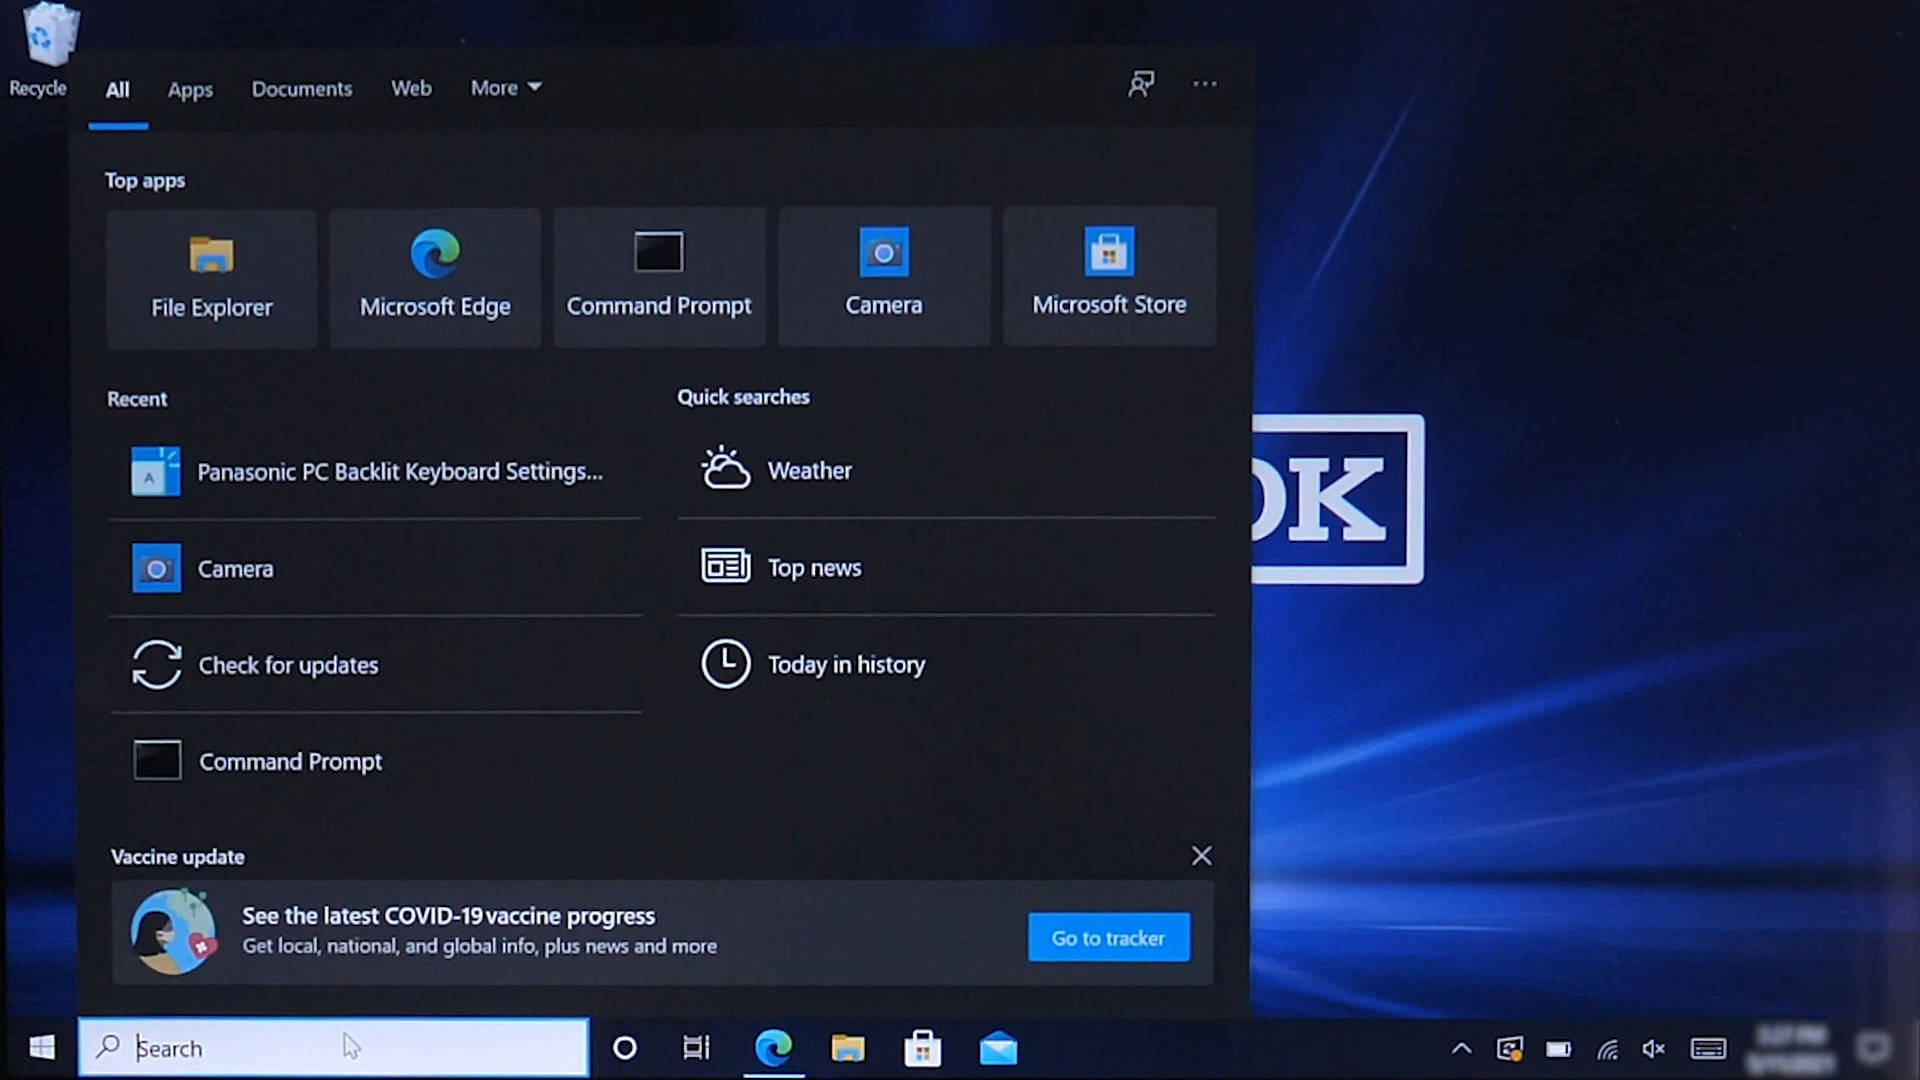 Recycle
All
Apps
Documents
Web
More
Top apps
File Explorer
Microsoft Edge
Command Prompt
Camera
Microsoft Store
Recent
Quick searches
Panasonic PC Backlit Keyboard Settings...
Weather
Camera
Top news
Check for updates
Today in history
Command Prompt
OK
Vaccine update
See the latest COVID-19 vaccine progress
Get local, national, and global info, plus news and more
Go to tracker
Search